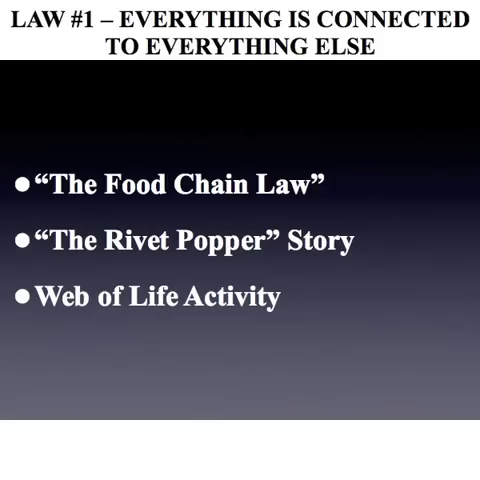 LAW #1 – EVERYTHING IS CONNECTED
TO EVERYTHING ELSE
●“The Food Chain Law”
●“The Rivet Popper” Story
●Web of Life Activity